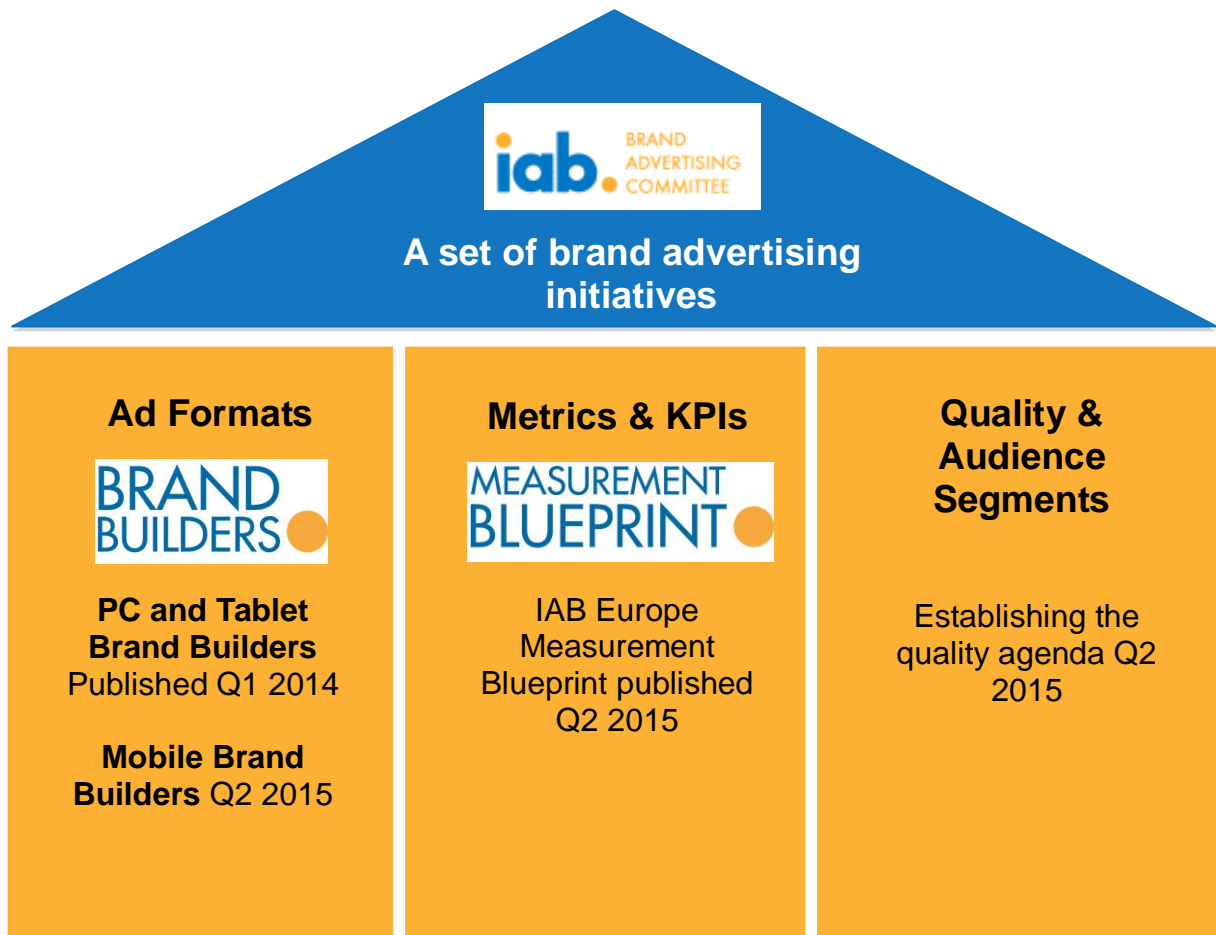 iab.
BRAND
ADVERTISING
COMMITTEE
A set of brand advertising
initiatives
Ad Formats
BRAND
BUILDERS
PC and Tablet
Brand Builders
Published Q1 2014
Mobile Brand
Builders Q2 2015
Metrics & KPIs
MEASUREMENT
BLUEPRINT
IAB Europe
Measurement
Blueprint published
Q2 2015
Quality &
Audience
Segments
Establishing the
quality agenda Q2
2015